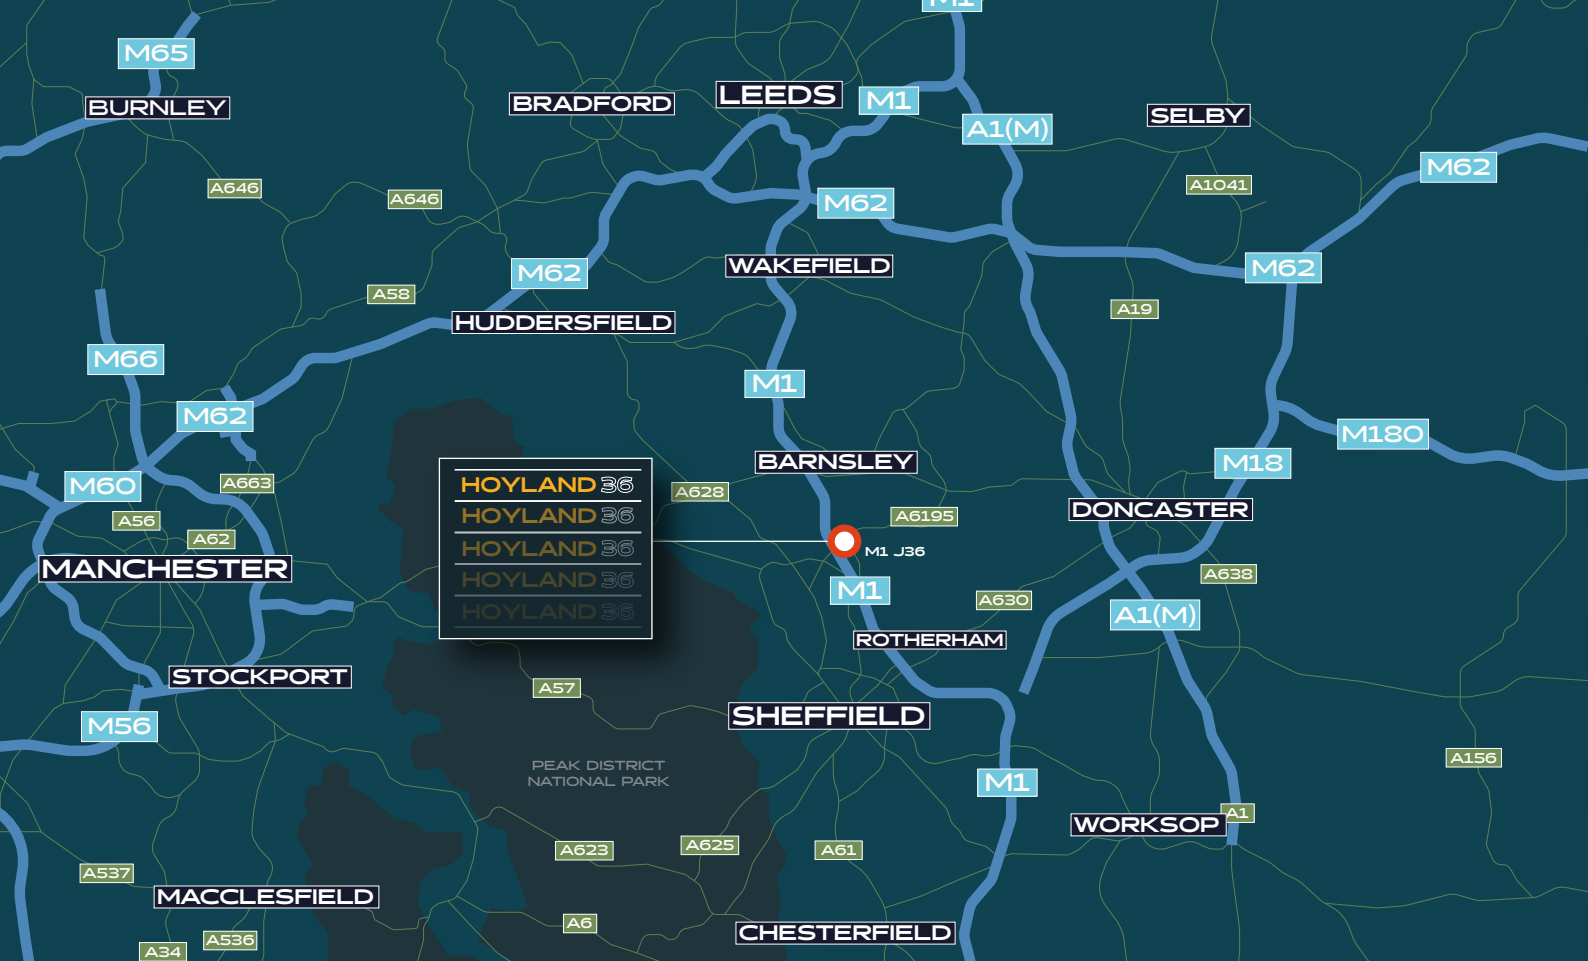 M1
M65
BURNLEY
BRADFORD
LEEDS
M1
A1(M)
SELBY
M62
A646
A646
A1041
M62
WAKEFIELD
M62
M62
A58
A19
HUDDERSFIELD
M66
M1
M62
M180
BARNSLEY
M18
M60
A663
HOYLAND 36
HOYLAND 36
HOYLAND 36
HOYLAND 36
HOYLAND 36
A628
A6195
DONCASTER
A56
A62
M1 J36
MANCHESTER
A638
M1
A630
A1(M)
ROTHERHAM
STOCKPORT
A57
SHEFFIELD
M56
PEAK DISTRICT
NATIONAL PARK
A156
M1
A1
WORKSOP
A623
A625
A61
A537
MACCLESFIELD
A6
CHESTERFIELD
A536
A34